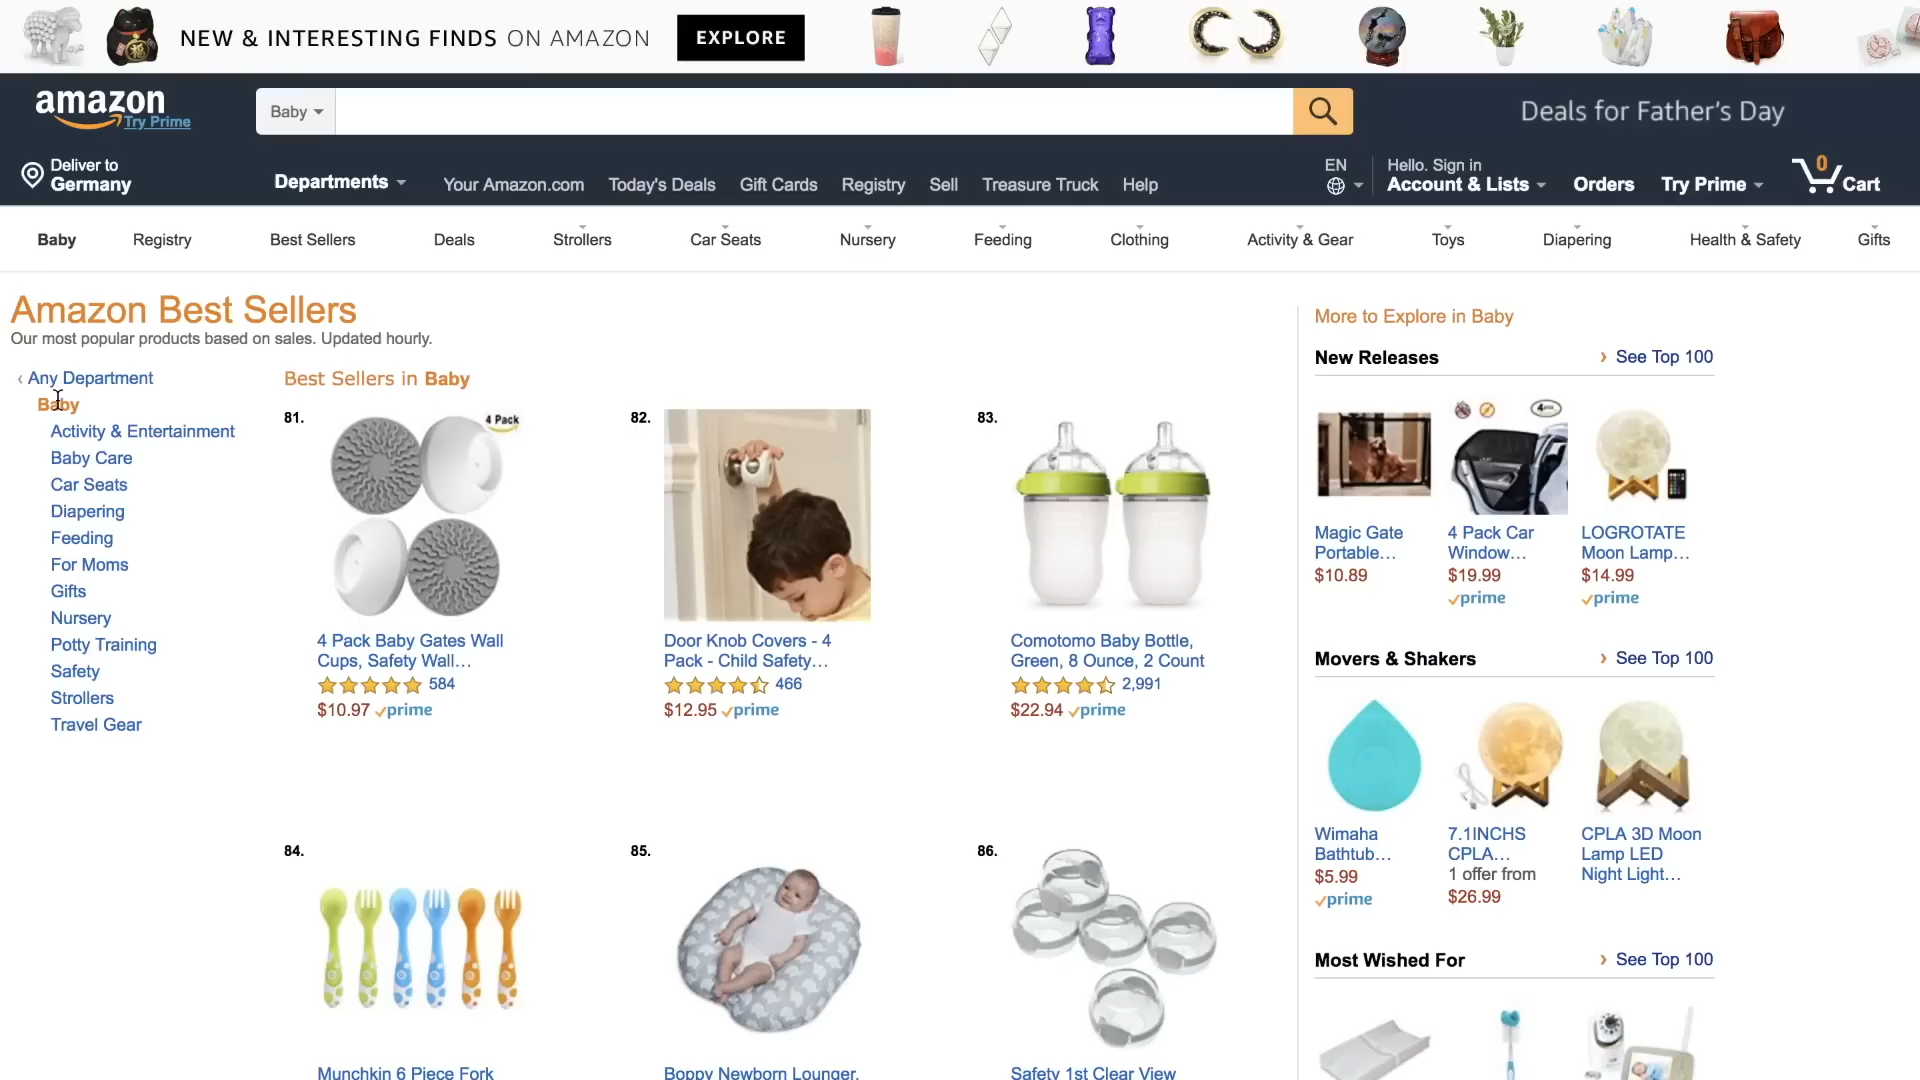 NEW & INTERESTING FINDS ON AMAZON EXPLORE
amazon
Try Prime
Baby
Deals for Father's Day
Deliver to
Germany
Departments
Your Amazon.com
Today's Deals
Gift Cards
Registry
Sell
Treasure Truck
Help
EN
Hello. Sign in
Account & Lists
Orders
Try Prime
0
Cart
Baby
Registry
Best Sellers
Deals
Strollers
Car Seats
Nursery
Feeding
Clothing
Activity & Gear
Toys
Diapering
Health & Safety
Gifts
Amazon Best Sellers
Our most popular products based on sales. Updated hourly.
‹ Any Department
Baby
Activity & Entertainment
Baby Care
Car Seats
Diapering
Feeding
For Moms
Gifts
Nursery
Potty Training
Safety
Strollers
Travel Gear
Best Sellers in Baby
81.
4 Pack
4 Pack Baby Gates Wall
Cups, Safety Wall…
584
$10.97 prime
82.
Door Knob Covers - 4
Pack - Child Safety…
466
$12.95 prime
83.
Comotomo Baby Bottle,
Green, 8 Ounce, 2 Count
2,991
$22.94 prime
84.
Munchkin 6 Piece Fork
85.
Boppy Newborn Lounger,
86.
Safety 1st Clear View
More to Explore in Baby
New Releases
› See Top 100
Magic Gate
Portable…
$10.89
4 Pack Car
Window…
$19.99
prime
LOGROTATE
Moon Lamp…
$14.99
prime
Movers & Shakers
› See Top 100
Wimaha
Bathtub…
$5.99
prime
7.1INCHS
CPLA…
1 offer from
$26.99
CPLA 3D Moon
Lamp LED
Night Light…
Most Wished For
› See Top 100